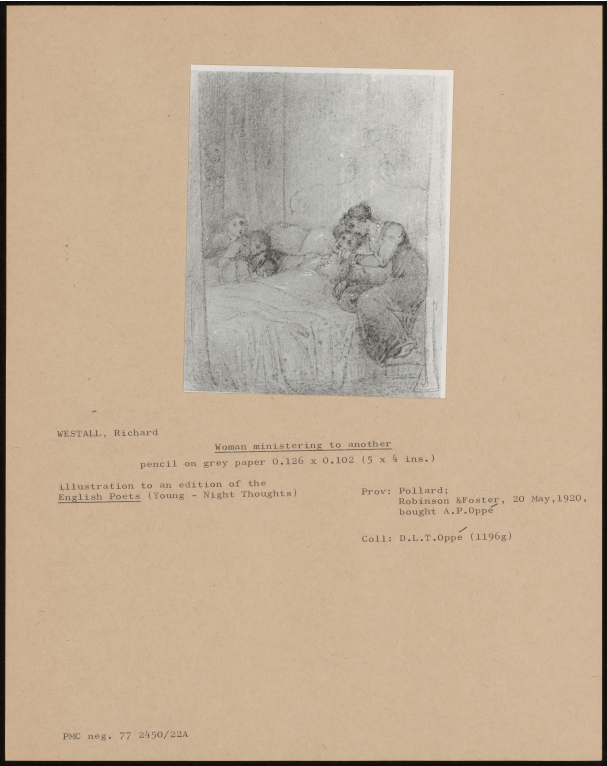 WESTALL, Richard
Woman ministering to another
pencil on grey paper 0.126 x 0.102 (5 x 4 ins.)
illustration to an edition of the
English Poets (Young - Night Thoughts)
Prov: Pollard;
Robinson &Foster, 20 May,1920,
bought A.P.Oppé
Coll: D.L.T.Oppé (1196g)
PMC neg. 77 2450/22A